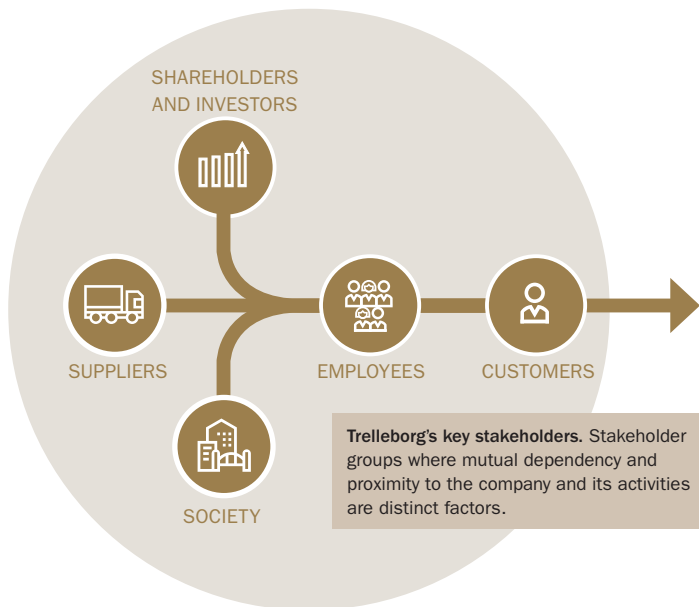 SHAREHOLDERS
AND INVESTORS
SUPPLIERS
EMPLOYEES
CUSTOMERS
SOCIETY
Trelleborg's key stakeholders. Stakeholder
groups where mutual dependency and
proximity to the company and its activities
are distinct factors.